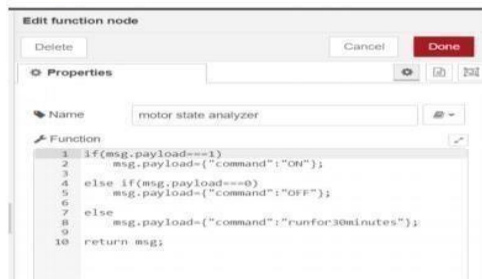 Edit function node
Delete
Cancel
Done
Properties
Name
motor state analyzer
Function
1 if(msg.payload===1)
2 msg.payload={"command":"ON"};
3
4 else if(msg.payload===0)
5 msg.payload={"command":"OFF"};
6
7 else
8 msg.payload={"command":"runfor30minutes"};
9
10 return msg;